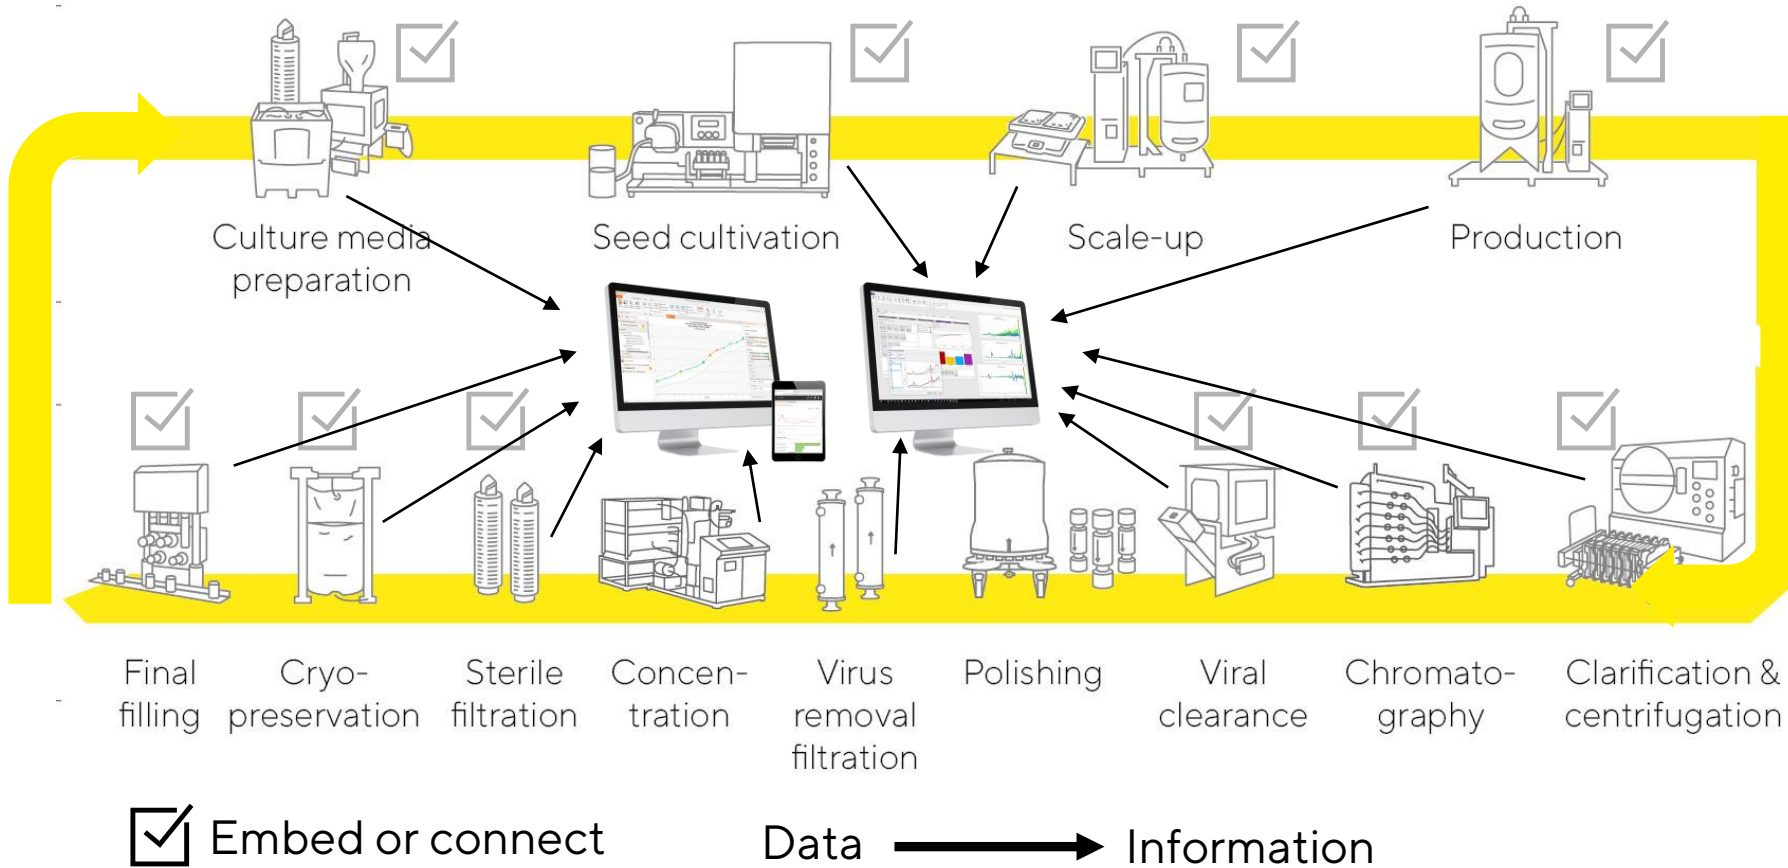 Culture media
preparation
Seed cultivation
Scale-up
Production
Final
filling
Cryo-
preservation
Sterile
filtration
Concen-
tration
Virus
removal
filtration
Polishing
Viral
clearance
Chromato-
graphy
Clarification &
centrifugation
Embed or connect
Data
Information